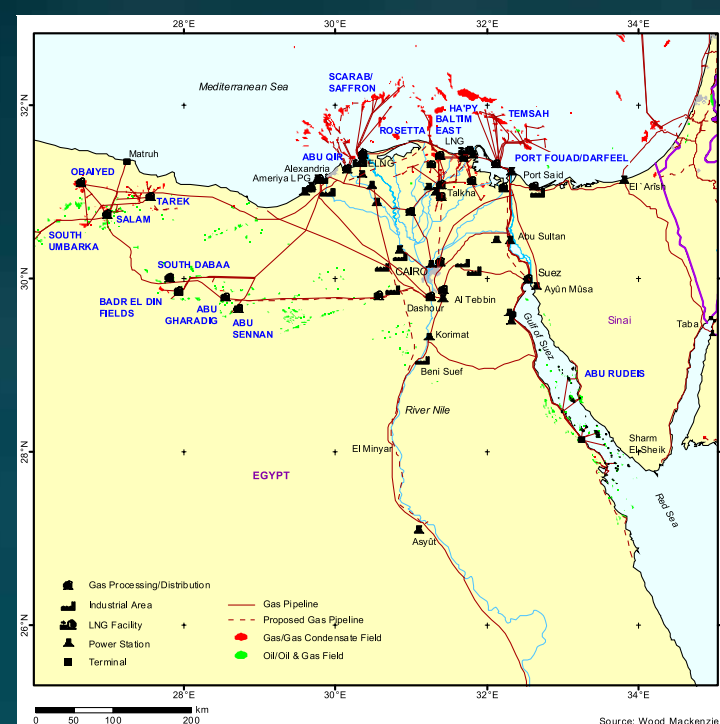 28°E 30°E 32°E 34°E
32°N
30°N
28°N
26°N
Mediterranean Sea
SCARAB/
SAFFRON
HA'PY
BALTIM
EAST
TEMSAH
ROSETTA
LNG
ABU QIR
ELNG
PORT FOUAD/DARFEEL
Matruh
Alexandria
Ameriya LPG
Port Said
El `Arîsh
OBAIYED
Talkha
TAREK
SALAM
SOUTH
UMBARKA
Abu Sultan
SOUTH DABAA
CAIRO
Suez
Ayûn Mûsa
BADR EL DIN
FIELDS
ABU
GHARADIG
ABU
SENNAN
Dashour
Al Tebbin
Gulf of Suez
Sinai
Taba
Korimat
Beni Suef
ABU RUDEIS
River Nile
El Minyar
Sharm
El Sheik
EGYPT
Red Sea
Asyût
Gas Processing/Distribution
Industrial Area
LNG Facility
Power Station
Terminal
Gas Pipeline
Proposed Gas Pipeline
Gas/Gas Condensate Field
Oil/Oil & Gas Field
28°E 30°E 32°E 34°E
km
0 50 100 200
Source: Wood Mackenzie